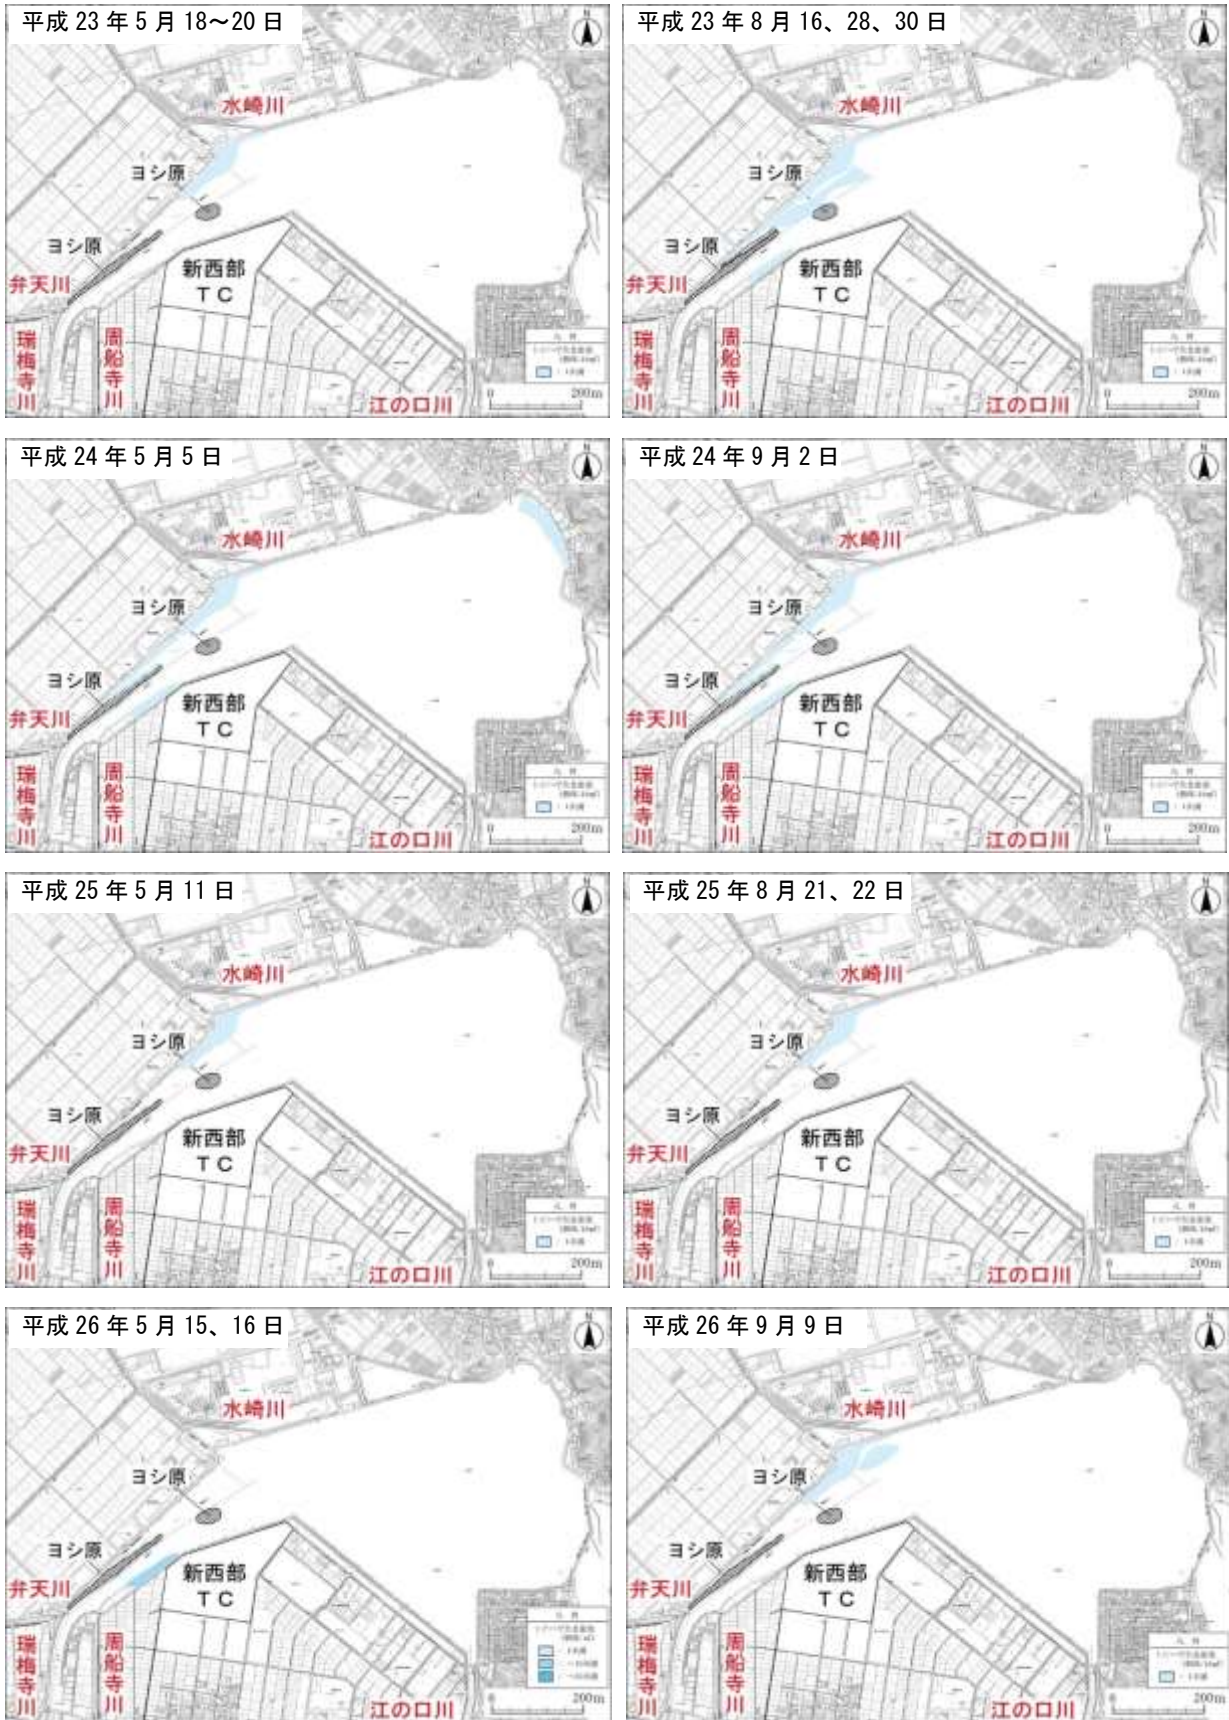 平成 23 年 5 月 18～20 日
N
水崎川
ヨシ原
ヨシ原
弁天川
新西部
ＴＣ
瑞梅寺川
周船寺川
江の口川
0 200m
平成 23 年 8 月 16、28、30 日
N
水崎川
ヨシ原
ヨシ原
弁天川
新西部
ＴＣ
瑞梅寺川
周船寺川
江の口川
0 200m
平成 24 年 5 月 5 日
N
水崎川
ヨシ原
ヨシ原
弁天川
新西部
ＴＣ
瑞梅寺川
周船寺川
江の口川
0 200m
平成 24 年 9 月 2 日
N
水崎川
ヨシ原
ヨシ原
弁天川
新西部
ＴＣ
瑞梅寺川
周船寺川
江の口川
0 200m
平成 25 年 5 月 11 日
N
水崎川
ヨシ原
ヨシ原
弁天川
新西部
ＴＣ
瑞梅寺川
周船寺川
江の口川
0 200m
平成 25 年 8 月 21、22 日
N
水崎川
ヨシ原
ヨシ原
弁天川
新西部
ＴＣ
瑞梅寺川
周船寺川
江の口川
0 200m
平成 26 年 5 月 15、16 日
N
水崎川
ヨシ原
ヨシ原
弁天川
新西部
ＴＣ
瑞梅寺川
周船寺川
江の口川
0 200m
平成 26 年 9 月 9 日
N
水崎川
ヨシ原
ヨシ原
弁天川
新西部
ＴＣ
瑞梅寺川
周船寺川
江の口川
0 200m